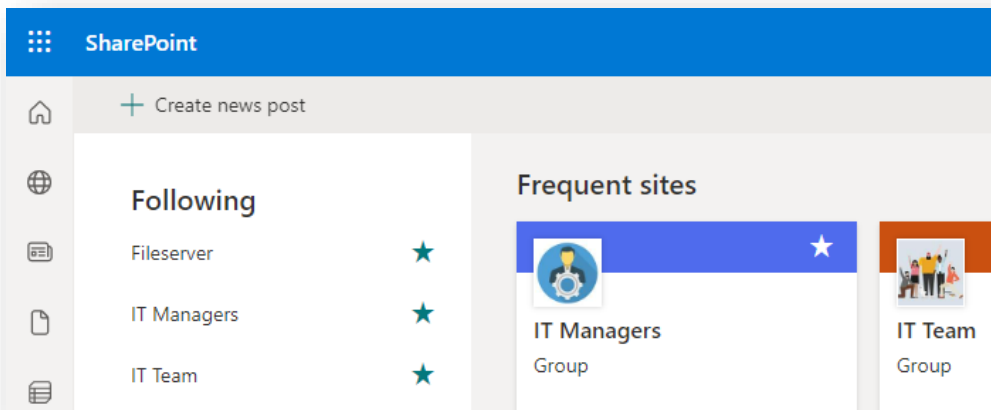 SharePoint
Create news post
Following
Fileserver
IT Managers
IT Team
Frequent sites
IT Managers
Group
IT Team
Group